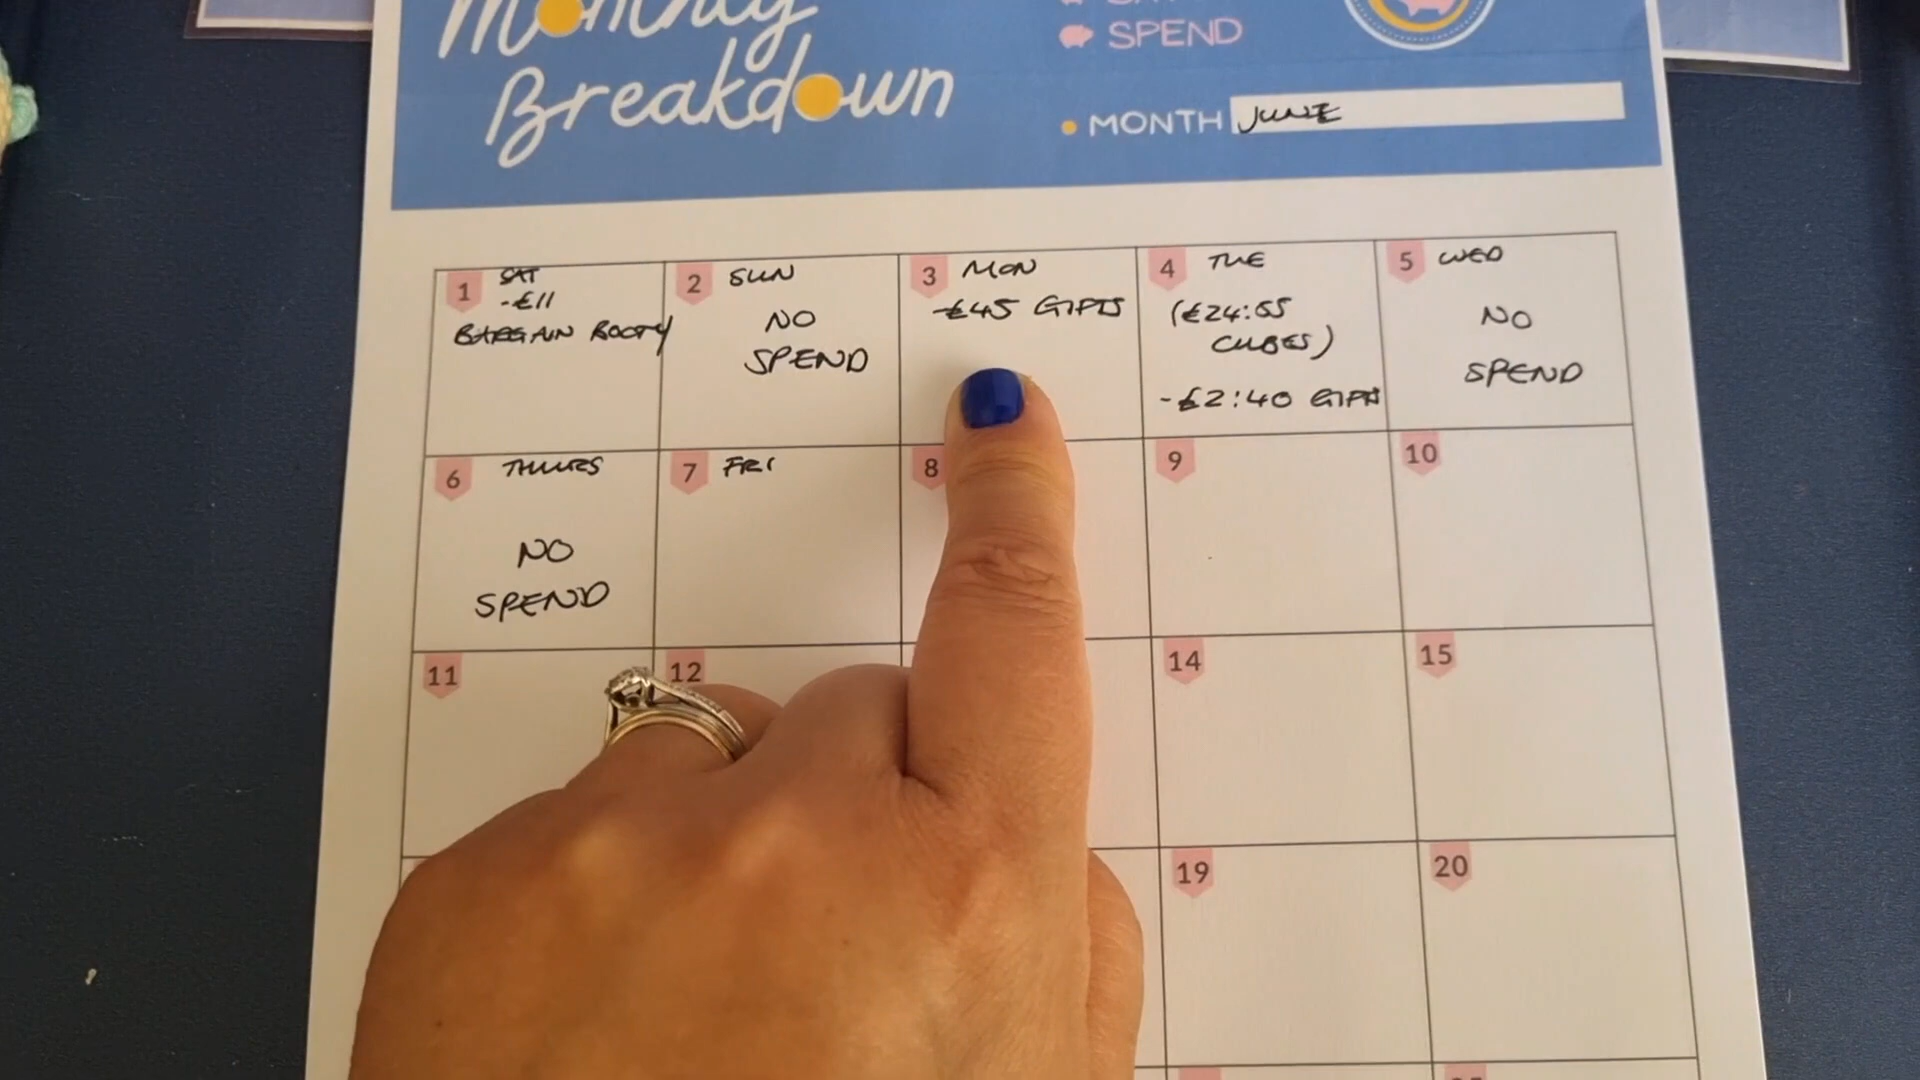 Monthly
Breakdown
SPEND
MONTH JUNE
1 SAT
-£11
BARGAIN BOOTY
2 SUN
NO
SPEND
3 MON
-£45 GIFTS
4 TUE
(£24:55
CUBES)
-£2:40 GIFTS
5 WED
NO
SPEND
6 THURS
NO
SPEND
7 FRI
8
9
10
11
12
14
15
19
20